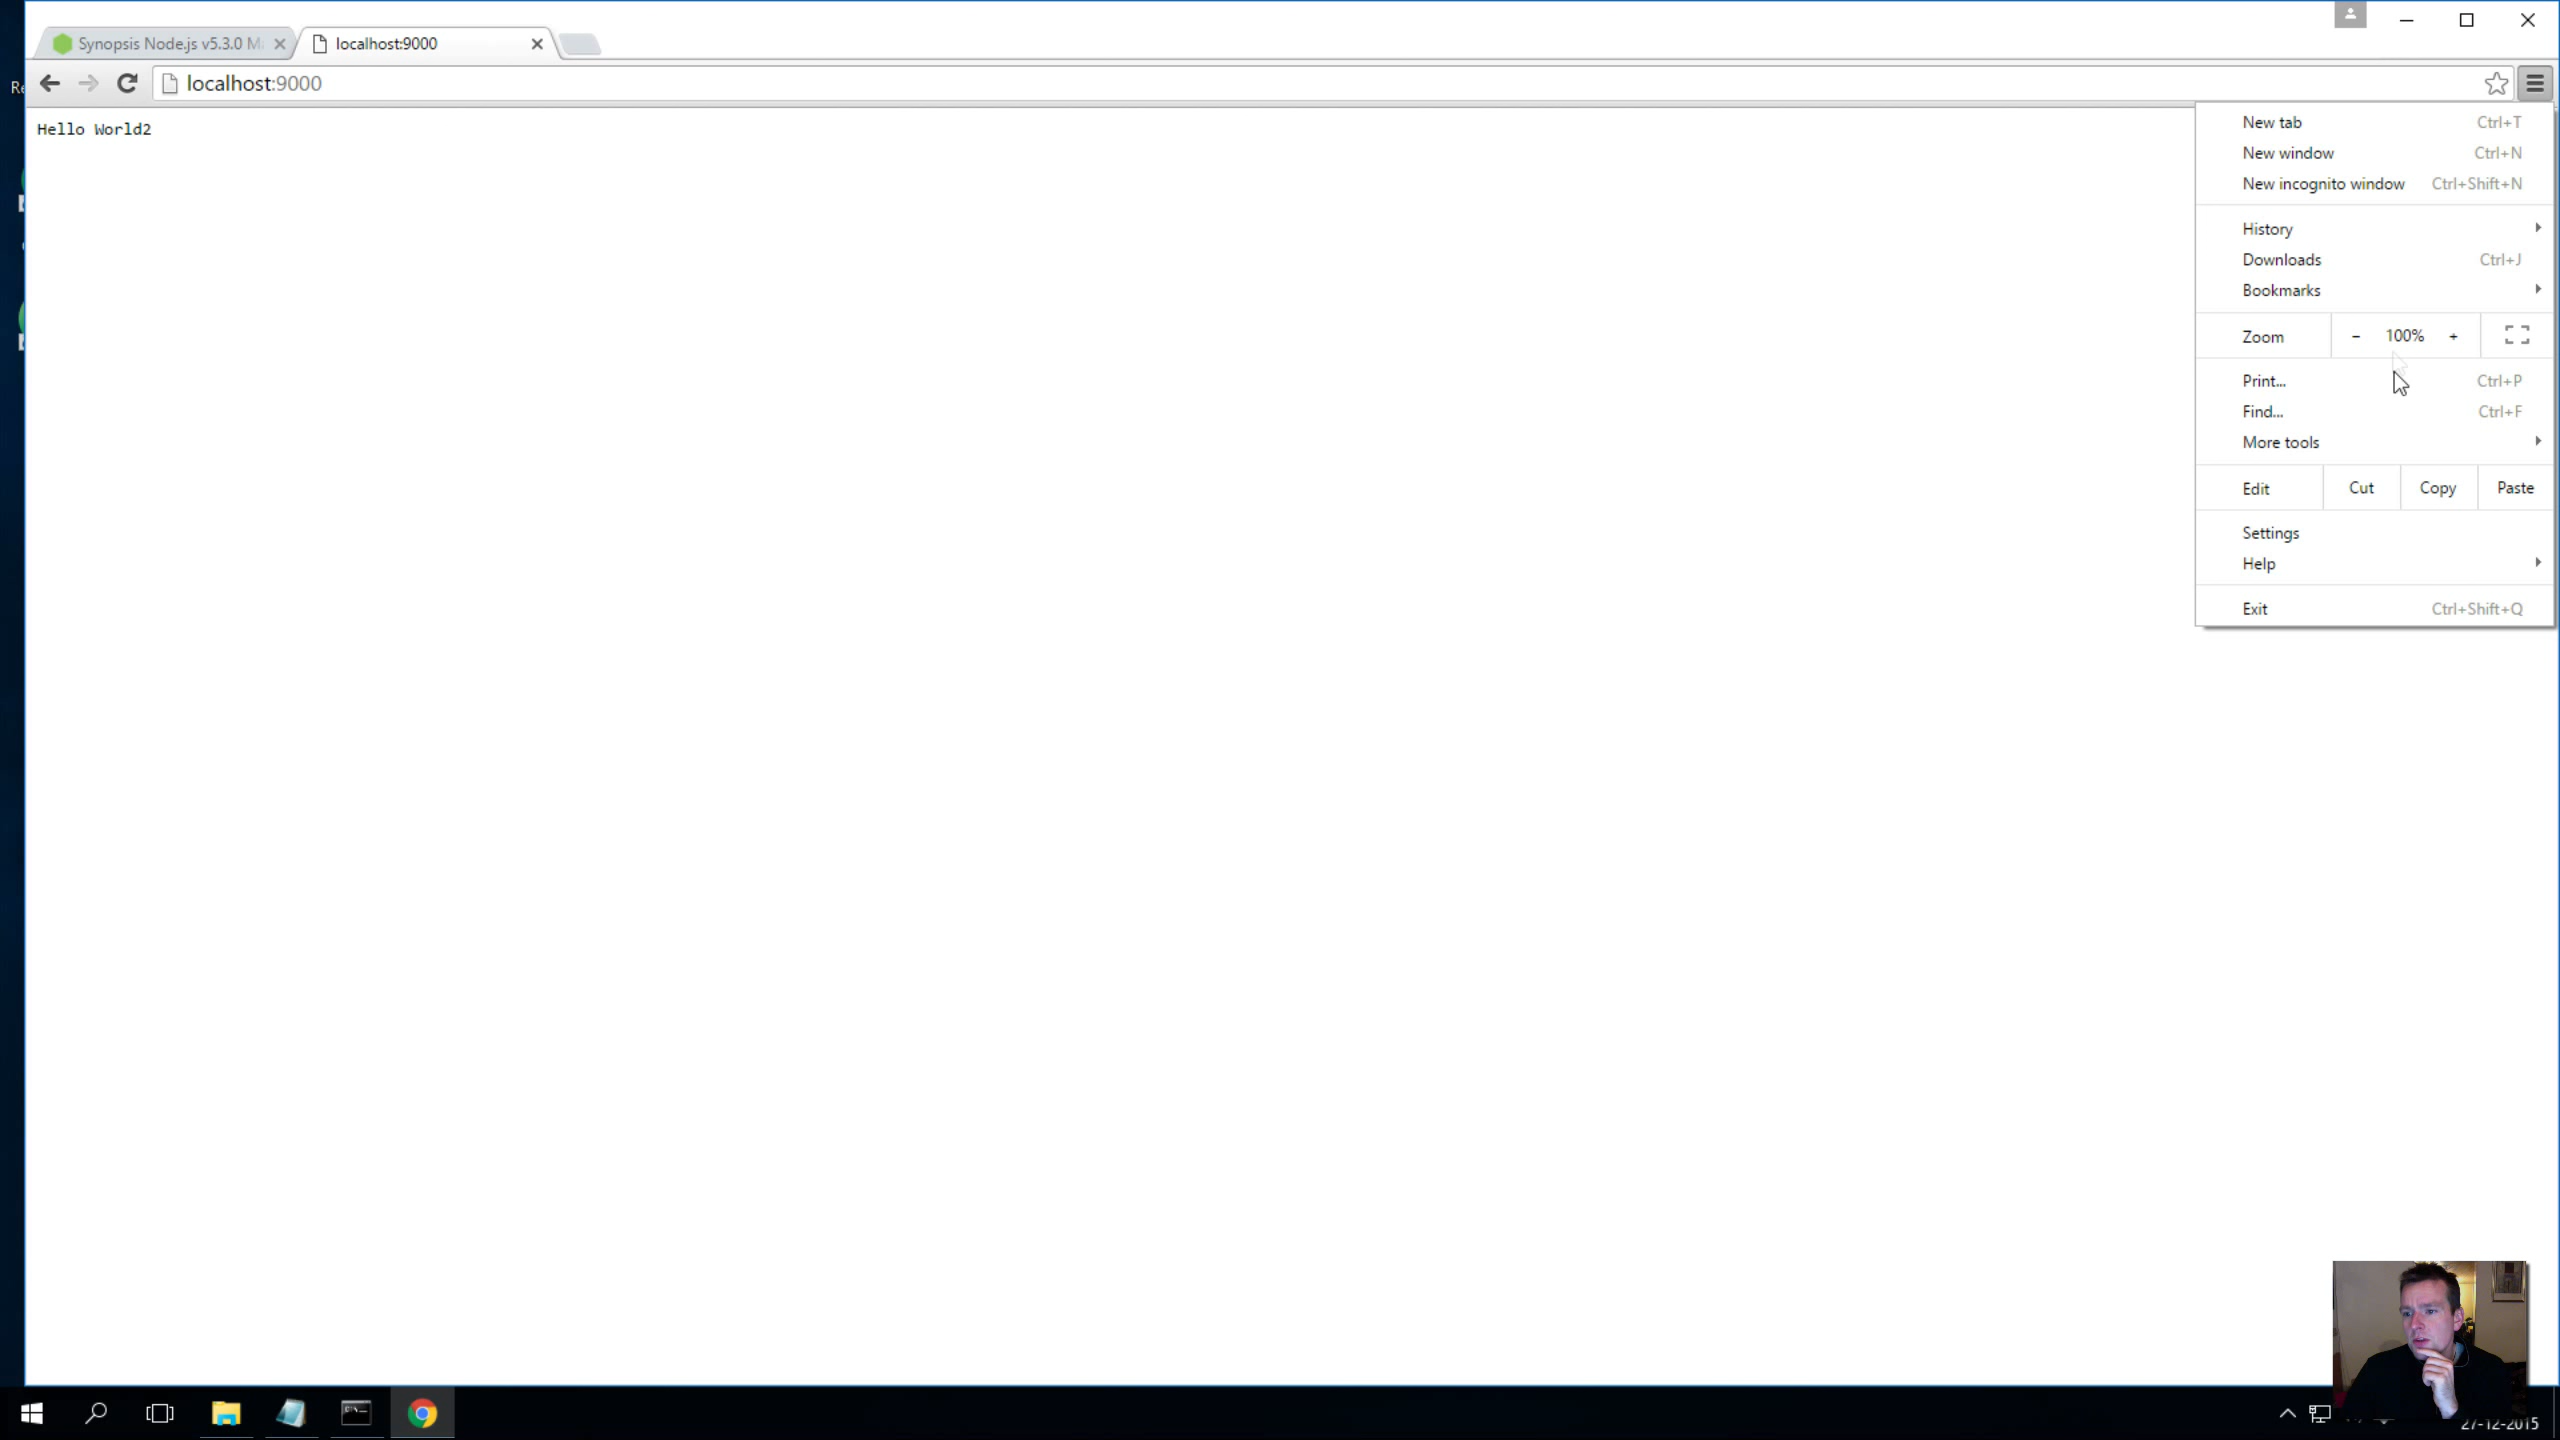 Synopsis Node.js v5.3.0 M
localhost:9000
localhost:9000
Hello World2
New tab Ctrl+T
New window Ctrl+N
New incognito window Ctrl+Shift+N
History
Downloads Ctrl+J
Bookmarks
Zoom - 100% +
Print... Ctrl+P
Find... Ctrl+F
More tools
Edit Cut Copy Paste
Settings
Help
Exit Ctrl+Shift+Q
27-12-2015